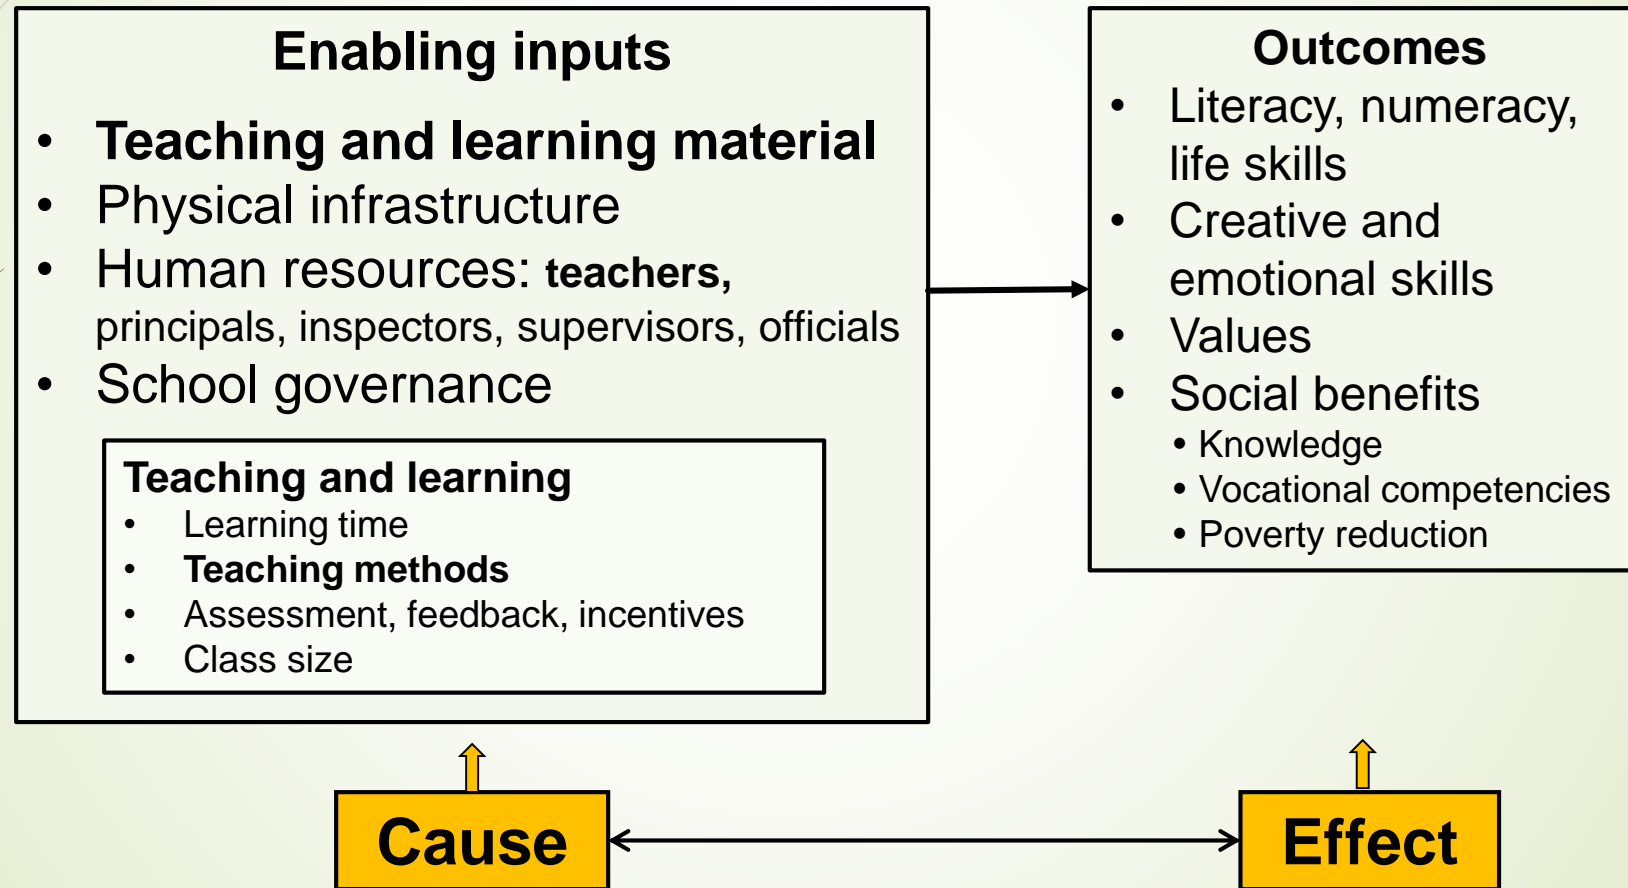 Enabling inputs
• Teaching and learning material
• Physical infrastructure
• Human resources: teachers,
principals, inspectors, supervisors, officials
• School governance
Teaching and learning
• Learning time
• Teaching methods
• Assessment, feedback, incentives
• Class size
Outcomes
• Literacy, numeracy,
life skills
• Creative and
emotional skills
• Values
• Social benefits
• Knowledge
• Vocational competencies
• Poverty reduction
Cause
Effect